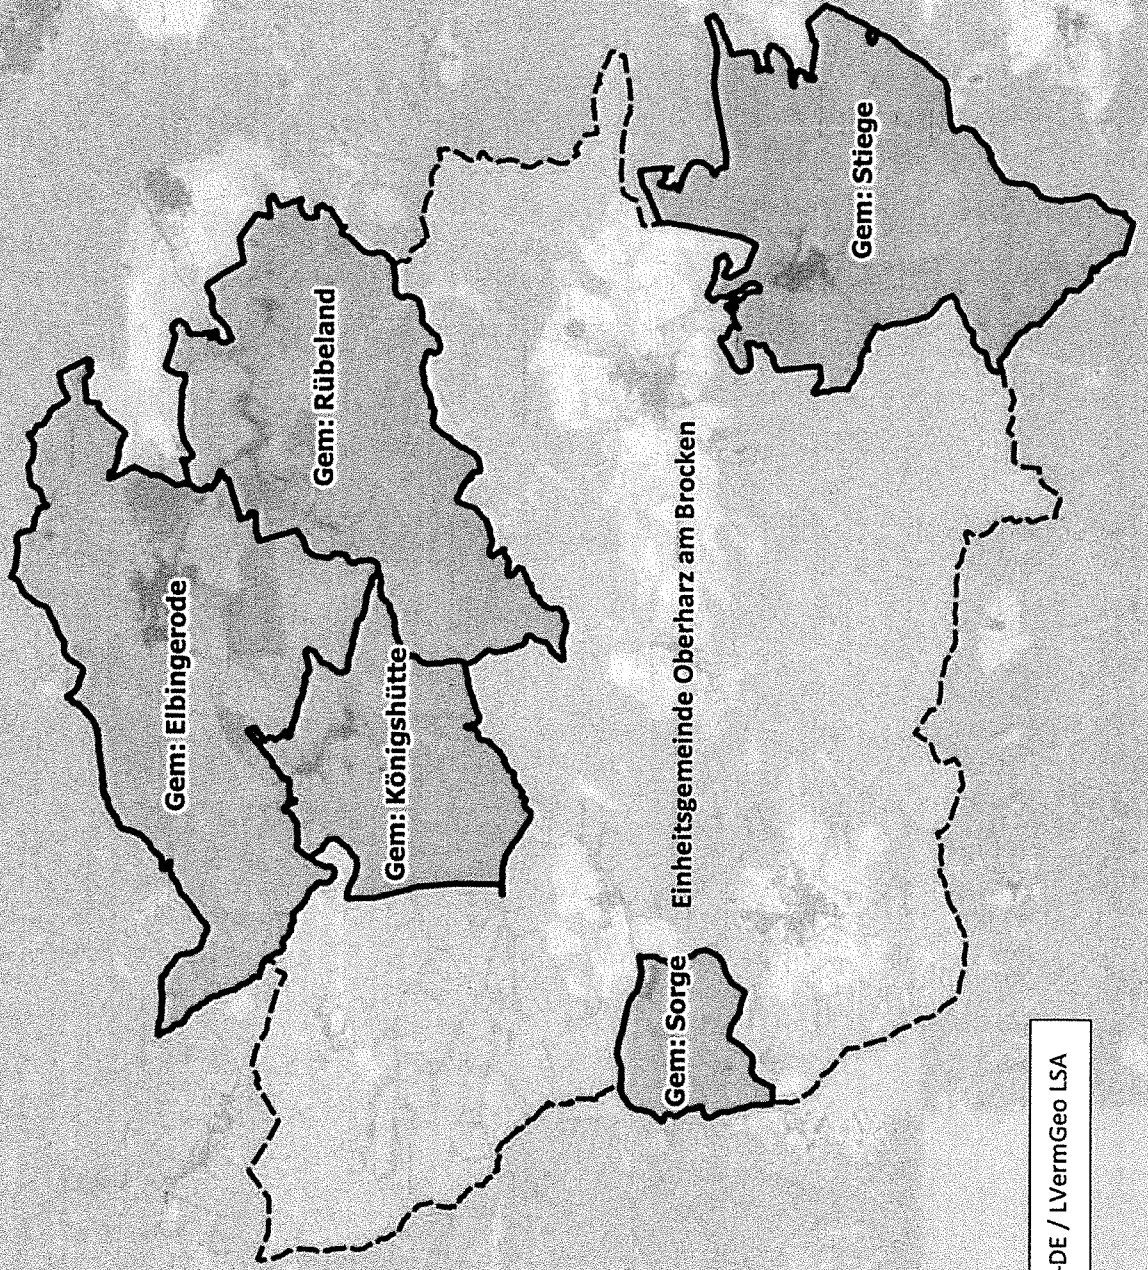 Gem: Elbingerode
Gem: Rübeland
Gem: Königshütte
Einheitsgemeinde Oberharz am Brocken
Gem: Sorge
Gem: Stiege
-DE / LVermGeo LSA